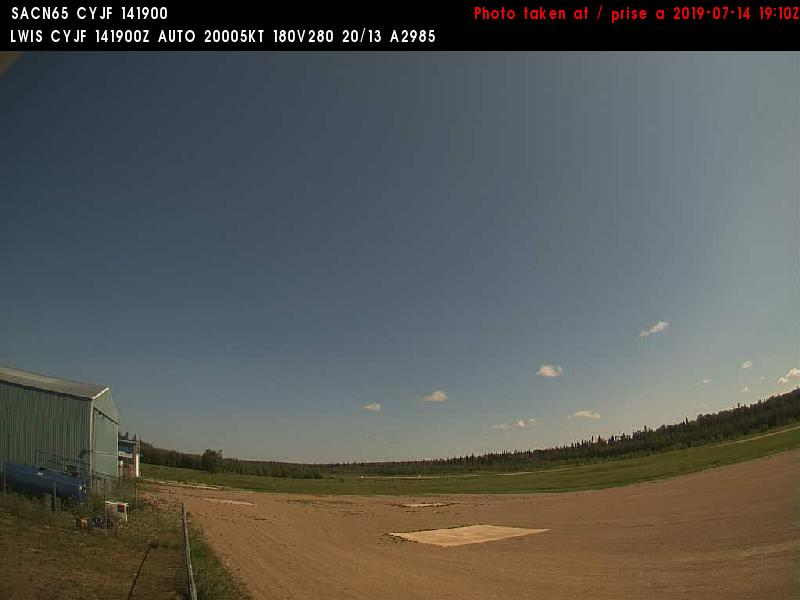 SACN65 CYJF 141900
Photo taken at / prise a 2019-07-14 19:10Z
LWIS CYJF 141900Z AUTO 20005KT 180V280 20/13 A2985